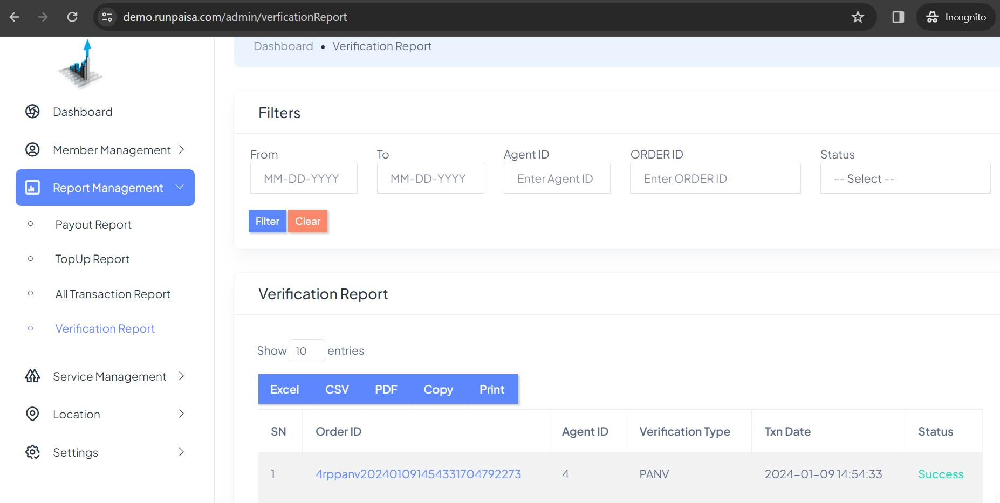 demo.runpaisa.com/admin/verficationReport
Incognito
Dashboard • Verification Report
Dashboard
Member Management
Report Management
Payout Report
TopUp Report
All Transaction Report
Verification Report
Service Management
Location
Settings
Filters
From To Agent ID ORDER ID Status
MM-DD-YYYY MM-DD-YYYY Enter Agent ID Enter ORDER ID -- Select --
Filter Clear
Verification Report
Show 10 entries
Excel CSV PDF Copy Print
SN Order ID Agent ID Verification Type Txn Date Status
1 4rppanv202401091454331704792273 4 PANV 2024-01-09 14:54:33 Success